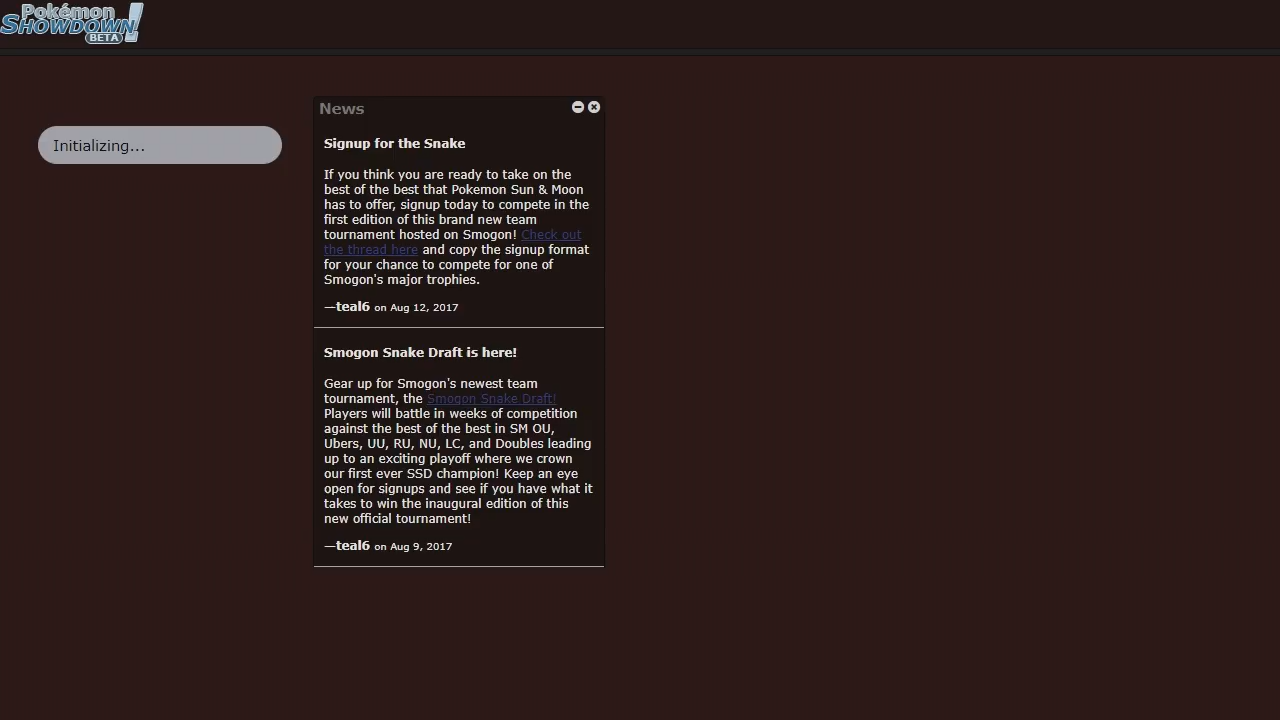 Pokémon
SHOWDOWN!
BETA
News
Initializing...
Signup for the Snake
If you think you are ready to take on the
best of the best that Pokemon Sun & Moon
has to offer, signup today to compete in the
first edition of this brand new team
tournament hosted on Smogon! Check out
the thread here and copy the signup format
for your chance to compete for one of
Smogon's major trophies.
—teal6 on Aug 12, 2017
Smogon Snake Draft is here!
Gear up for Smogon's newest team
tournament, the Smogon Snake Draft!
Players will battle in weeks of competition
against the best of the best in SM OU,
Ubers, UU, RU, NU, LC, and Doubles leading
up to an exciting playoff where we crown
our first ever SSD champion! Keep an eye
open for signups and see if you have what it
takes to win the inaugural edition of this
new official tournament!
—teal6 on Aug 9, 2017